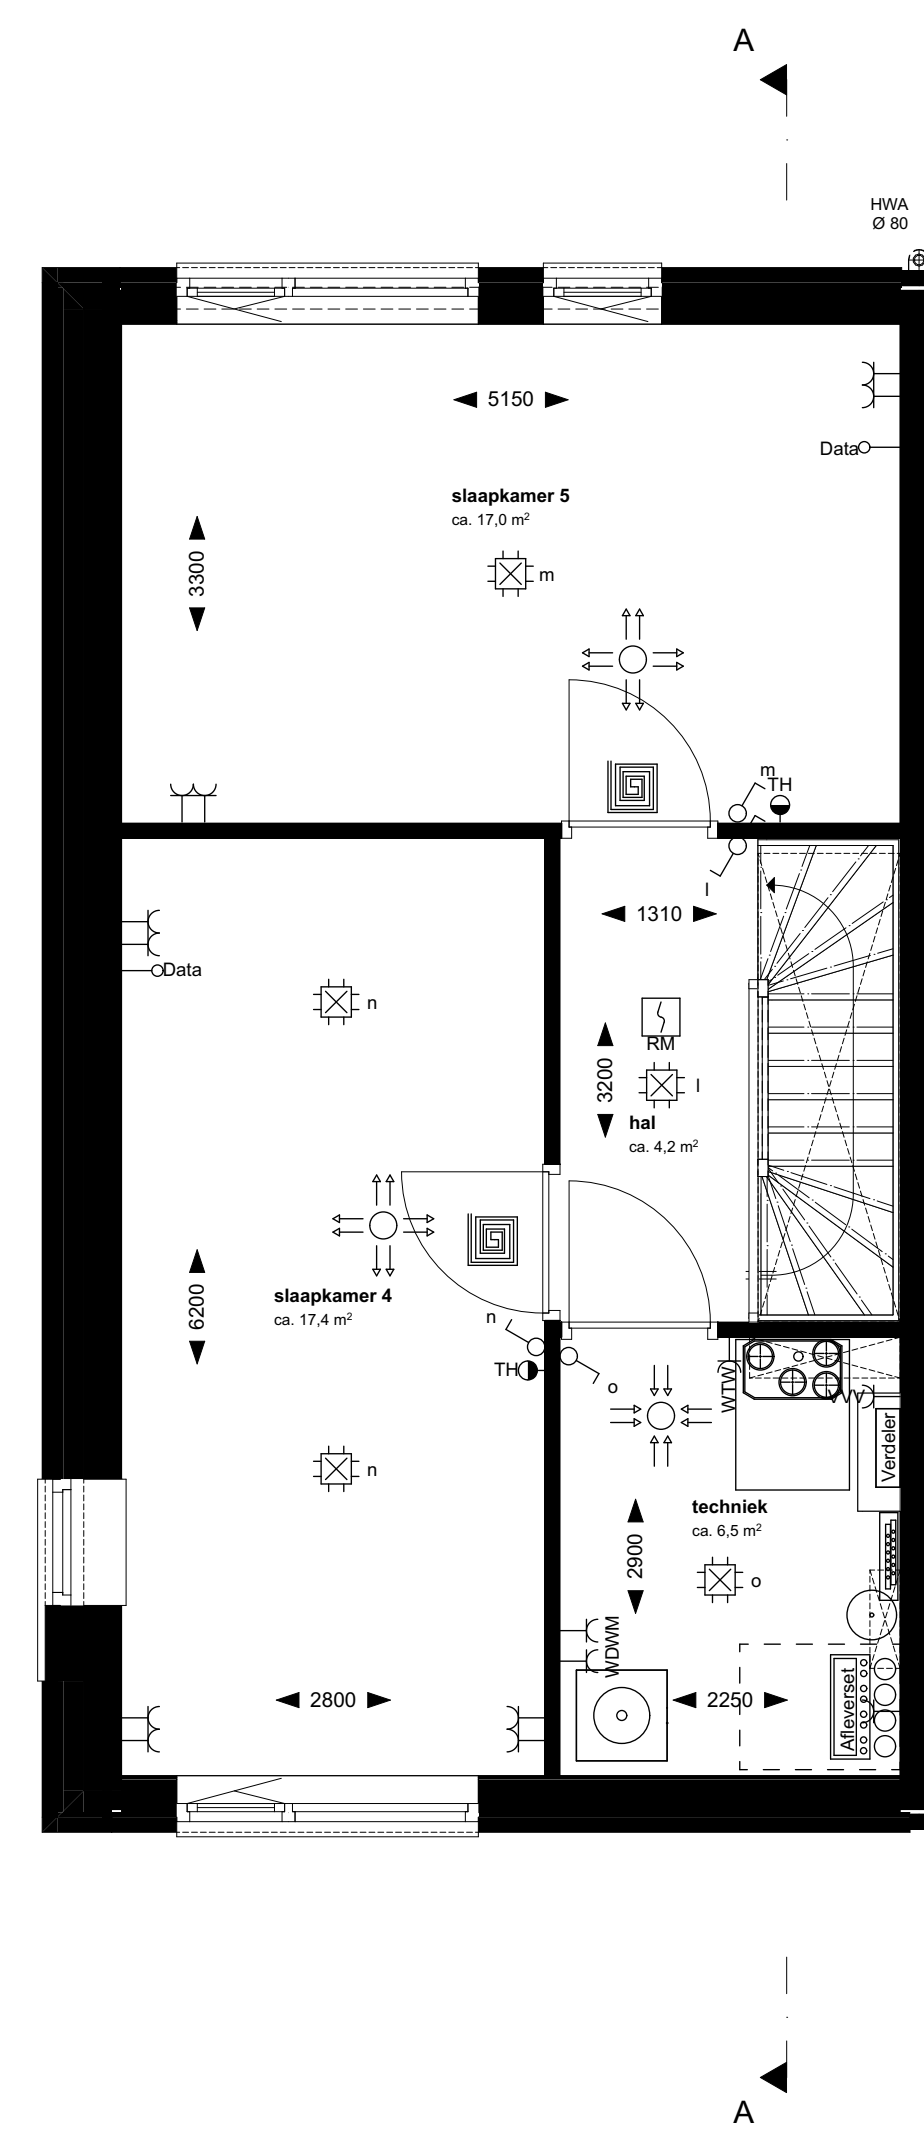 A
HWA
Ø 80
5150
Data
slaapkamer 5
ca. 17,0 m²
3300
m
m
TH
l
1310
Data
n
RM
3200
l
hal
ca. 4,2 m²
6200
slaapkamer 4
ca. 17,4 m²
n
TH
o
WTW
VWV
Verdeler
n
techniek
ca. 6,5 m²
2900
o
WDWM
2800
2250
Afleverset
A